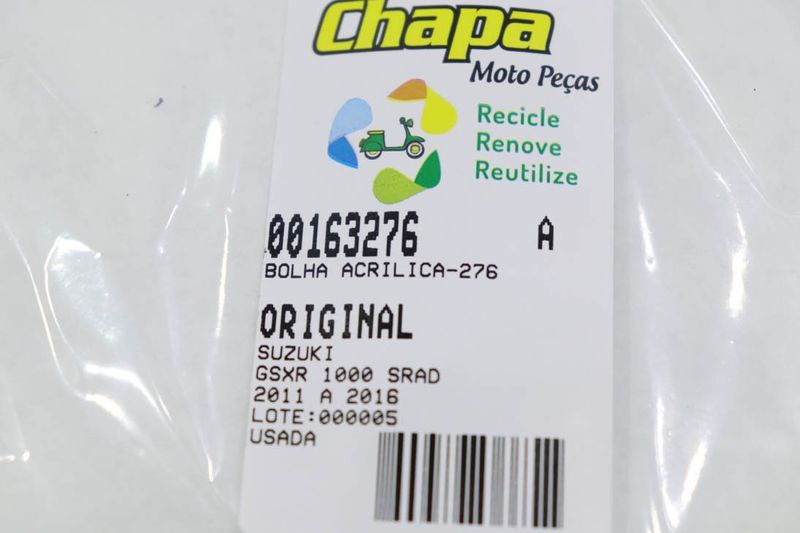 Chapa
Moto Peças
Recicle
Renove
Reutilize
00163276 A
BOLHA ACRILICA-276
ORIGINAL
SUZUKI
GSXR 1000 SRAD
2011 A 2016
LOTE:000005
USADA